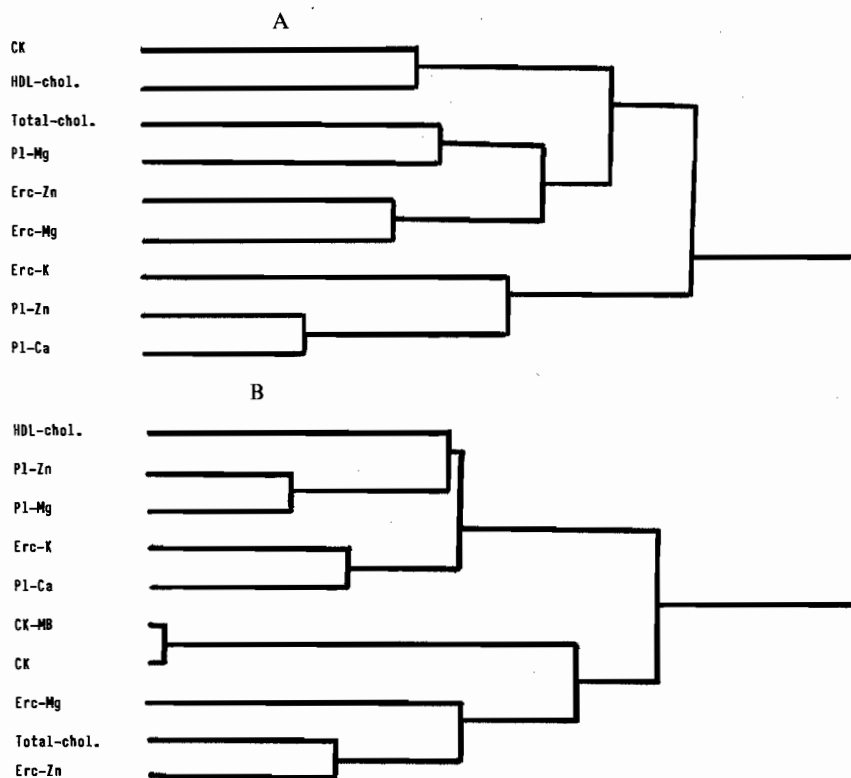 A
CK
HDL-chol.
Total-chol.
Pl-Mg
Erc-Zn
Erc-Mg
Erc-K
Pl-Zn
Pl-Ca
B
HDL-chol.
Pl-Zn
Pl-Mg
Erc-K
Pl-Ca
CK-MB
CK
Erc-Mg
Total-chol.
Erc-Zn